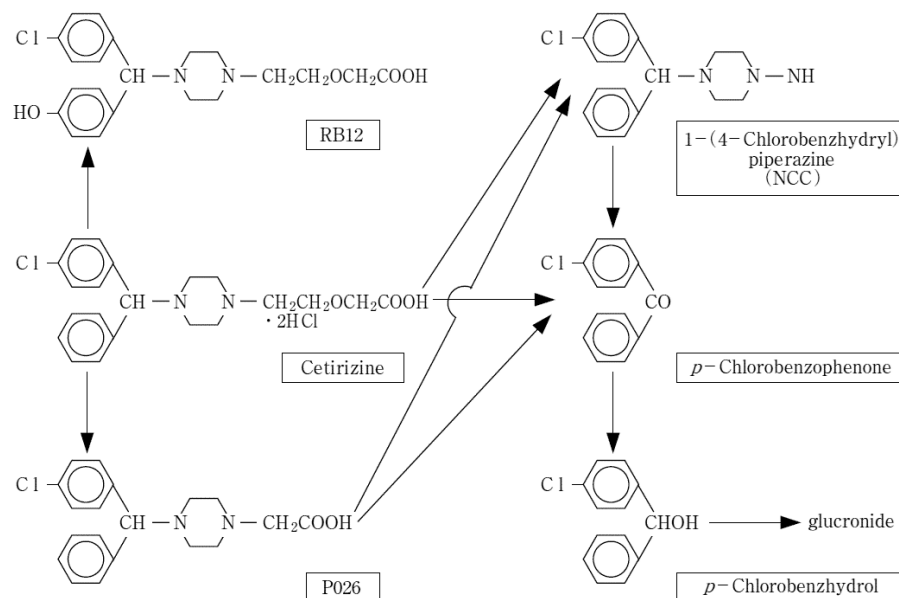 Cl
CH
N
N
CH₂CH₂OCH₂COOH
HO
RB12
Cl
CH
N
N
NH
1-(4-Chlorobenzhydryl)
piperazine
(NCC)
Cl
CH
N
N
CH₂CH₂OCH₂COOH
・2HCl
Cetirizine
Cl
CO
p-Chlorobenzophenone
Cl
CH
N
N
CH₂COOH
P026
Cl
CHOH
glucronide
p-Chlorobenzhydrol